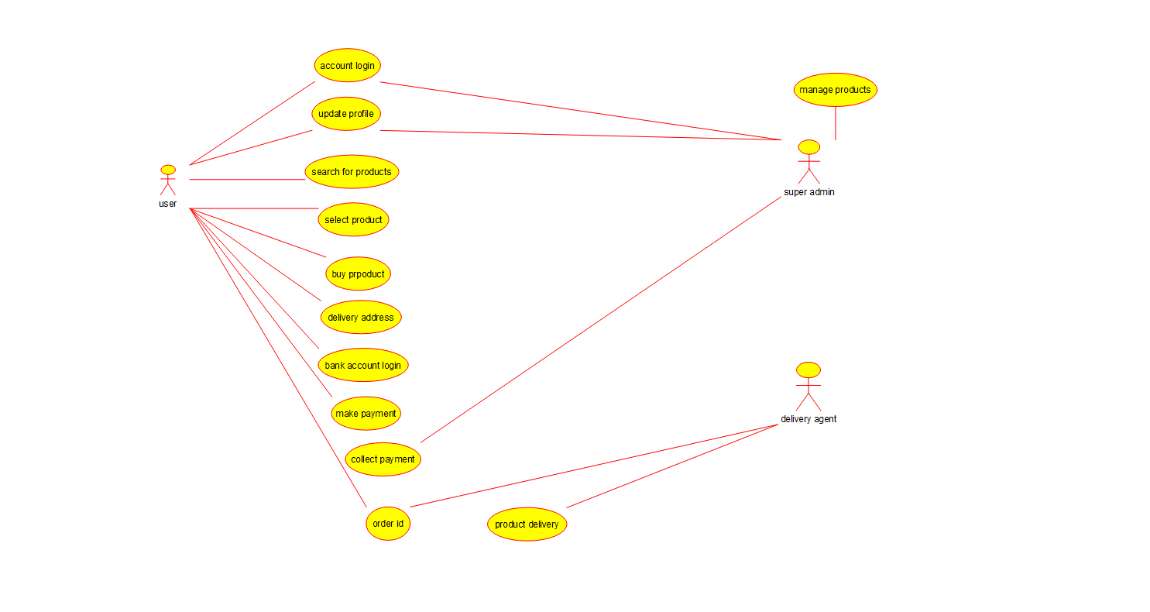 account login
manage products
update profile
search for products
super admin
user
select product
buy prpoduct
delivery address
bank account login
make payment
delivery agent
collect payment
order id
product delivery